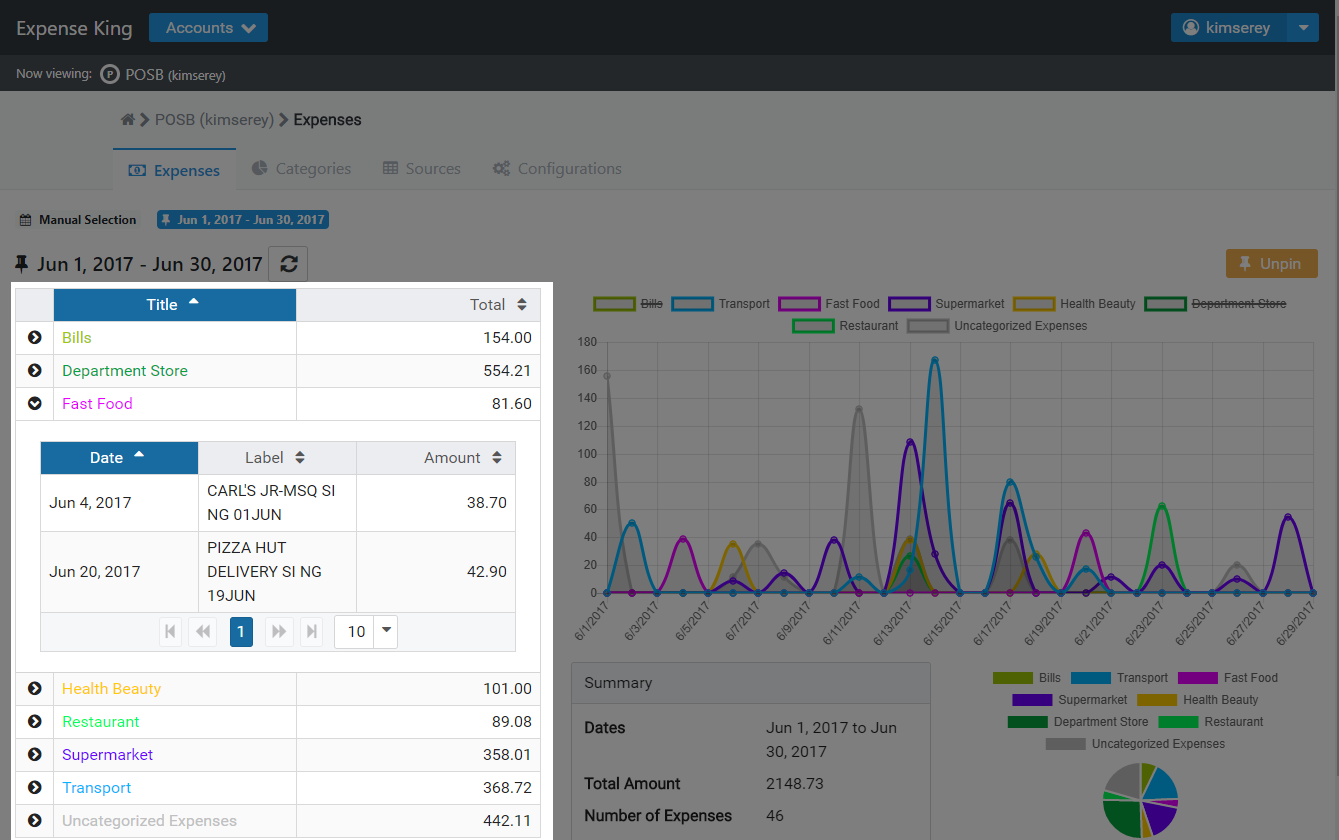 Expense King Accounts kimserey
Now viewing: P POSB (kimserey)
POSB (kimserey) Expenses
Expenses Categories Sources Configurations
Manual Selection Jun 1, 2017 - Jun 30, 2017
Jun 1, 2017 - Jun 30, 2017 Unpin
Title Total
Bills 154.00
Department Store 554.21
Fast Food 81.60
Date Label Amount
Jun 4, 2017 CARL'S JR-MSQ SI 38.70
NG 01JUN
PIZZA HUT
Jun 20, 2017 DELIVERY SI NG 42.90
19JUN
1 10
Health Beauty 101.00
Restaurant 89.08
Supermarket 358.01
Transport 368.72
Uncategorized Expenses 442.11
Bills Transport Fast Food Supermarket Health Beauty Department Store
Restaurant Uncategorized Expenses
180
160
140
120
100
80
60
40
20
0
6/1/2017 6/3/2017 6/5/2017 6/7/2017 6/9/2017 6/11/2017 6/13/2017 6/15/2017 6/17/2017 6/19/2017 6/21/2017 6/23/2017 6/25/2017 6/27/2017 6/29/2017
Summary
Dates Jun 1, 2017 to Jun
30, 2017
Total Amount 2148.73
Number of Expenses 46
Bills Transport Fast Food
Supermarket Health Beauty
Department Store Restaurant
Uncategorized Expenses